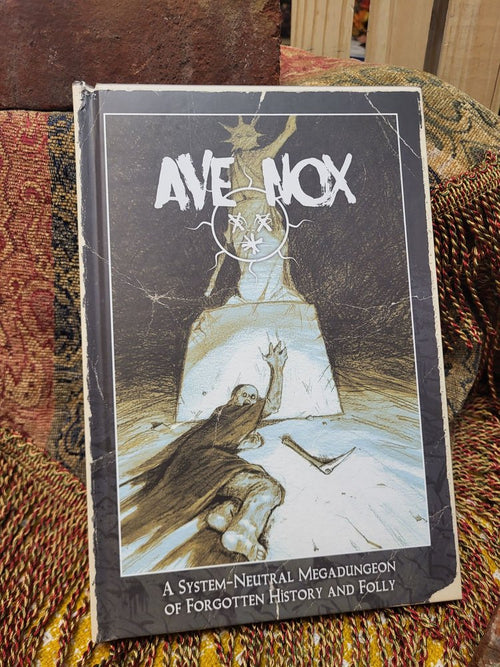 AVE NOX
A System-Neutral Megadungeon
of Forgotten History and Folly